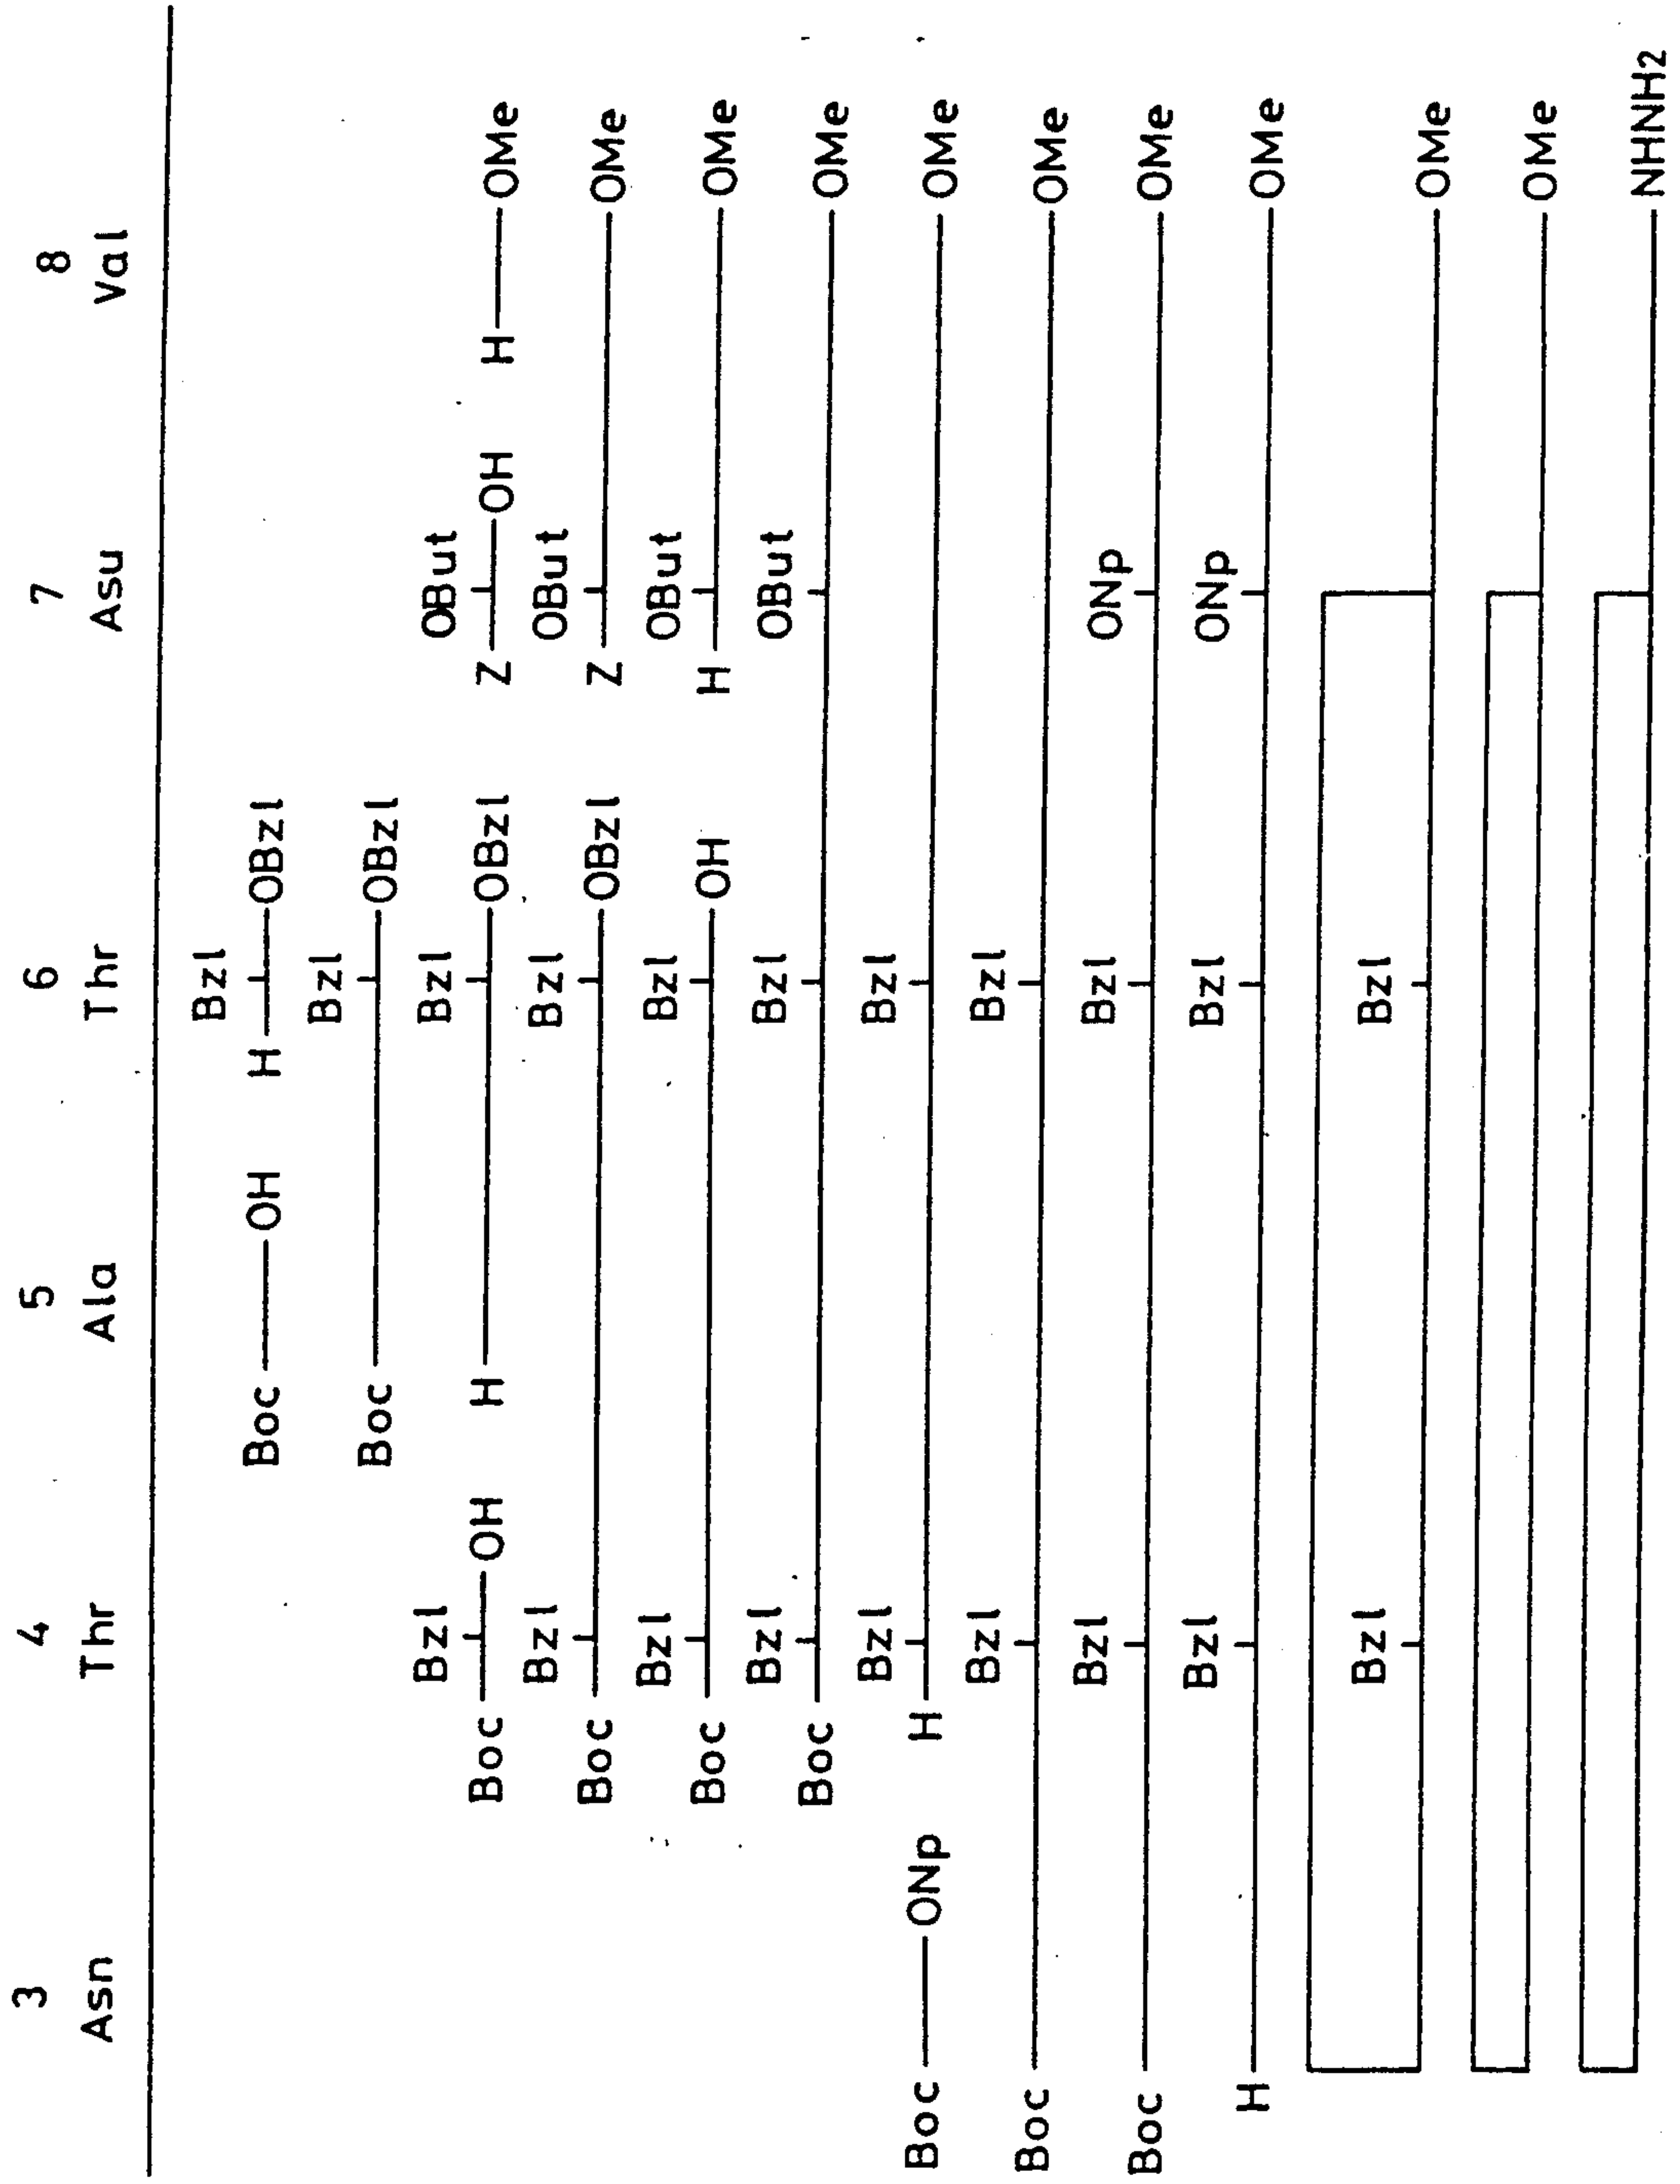 3 4 5 6 7 8
Asn Thr Ala Thr Asu Val
Bzl
Boc OH H OBzl
Bzl
Boc OBzl
Bzl Bzl OBut
Boc OH H OBzl Z OH H OMe
Bzl Bzl OBut
Boc OBzl Z OMe
Bzl Bzl OBut
Boc OH H OMe
Bzl Bzl OBut
Boc OMe
Bzl Bzl
Boc ONp H OMe
Bzl Bzl
Boc OMe
Bzl Bzl ONp
Boc OMe
Bzl Bzl ONp
H OMe
Bzl Bzl
OMe
OMe
NHNH2